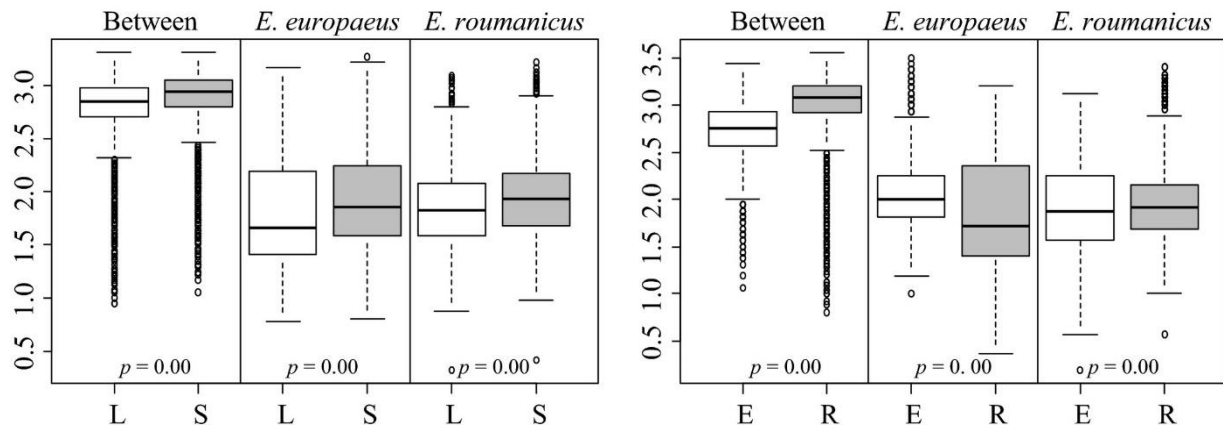 Between E. europaeus E. roumanicus
3.0
2.5
2.0
1.5
1.0
0.5
p = 0.00 p = 0.00 p = 0.00
L S L S L S
Between E. europaeus E. roumanicus
3.5
3.0
2.5
2.0
1.5
1.0
0.5
p = 0.00 p = 0.00 p = 0.00
E R E R E R